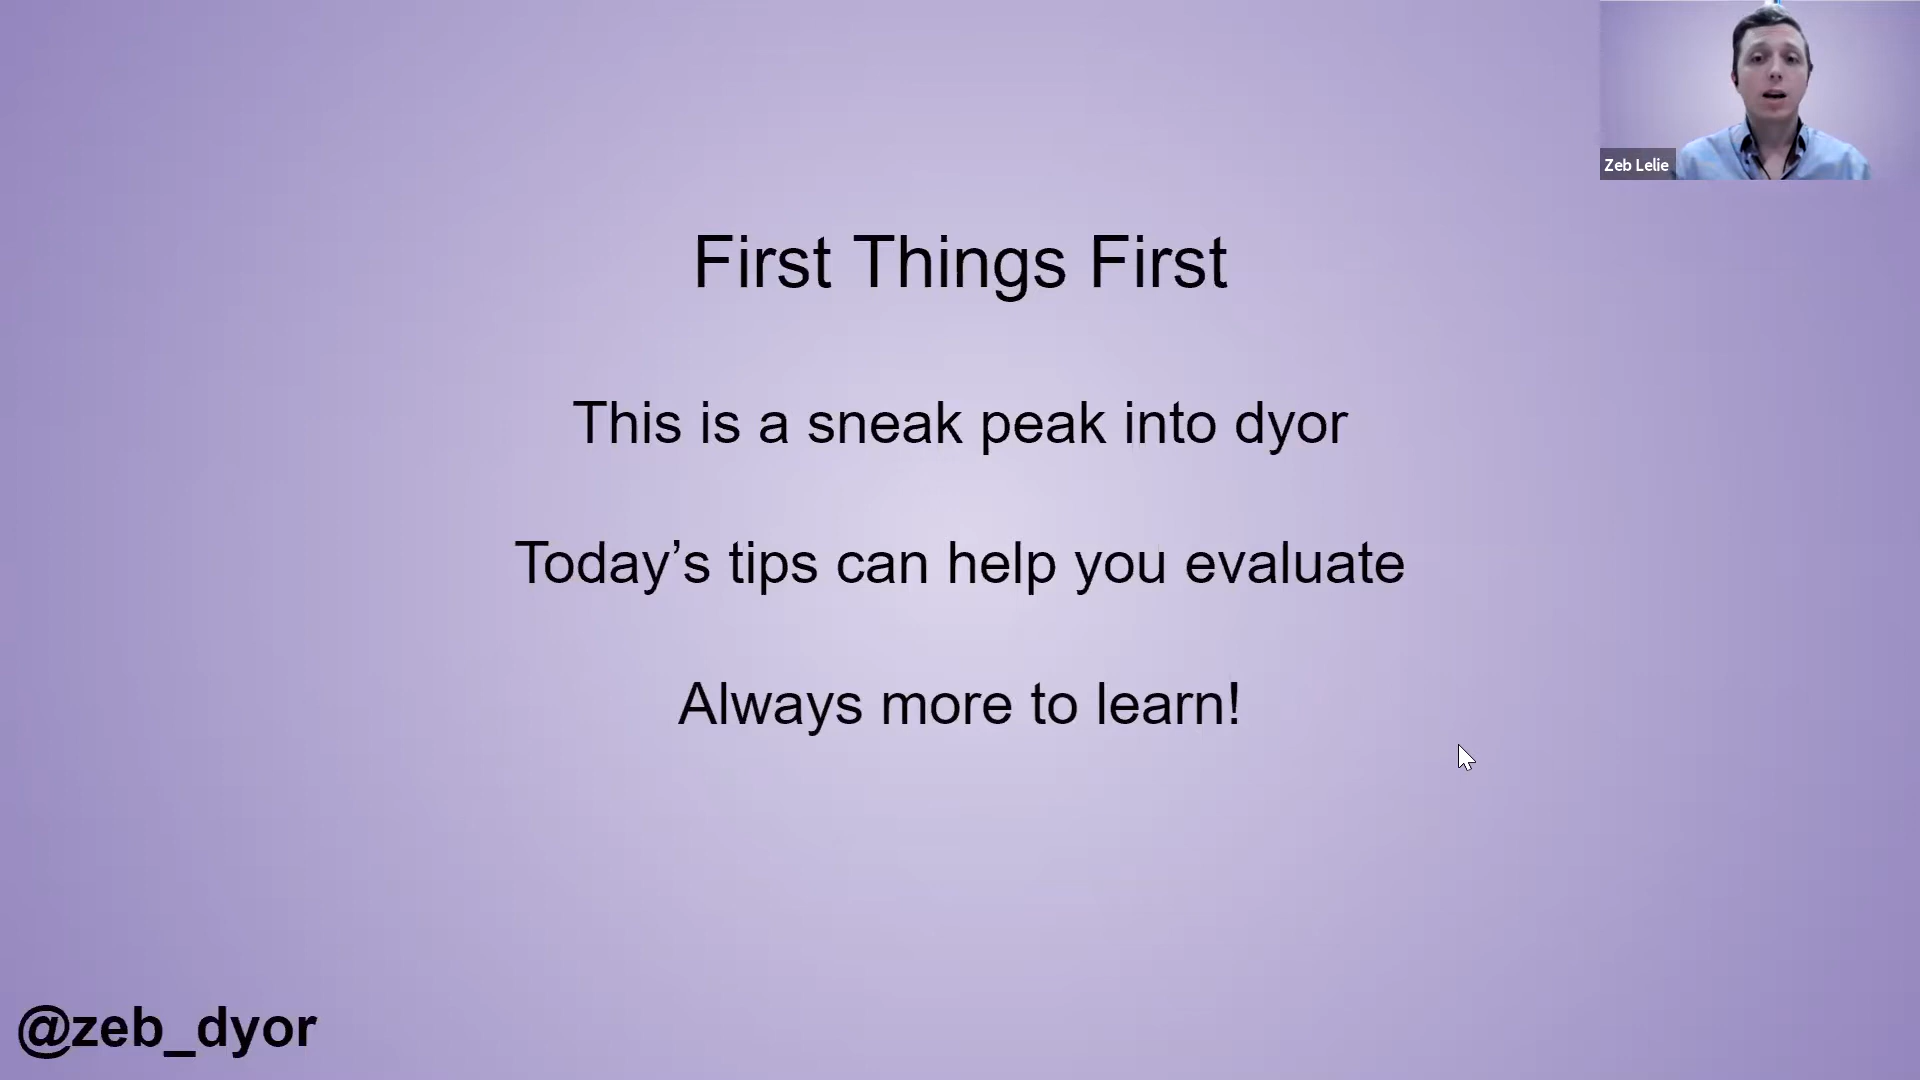 Zeb Lelie
First Things First
This is a sneak peak into dyor
Today’s tips can help you evaluate
Always more to learn!
@zeb_dyor